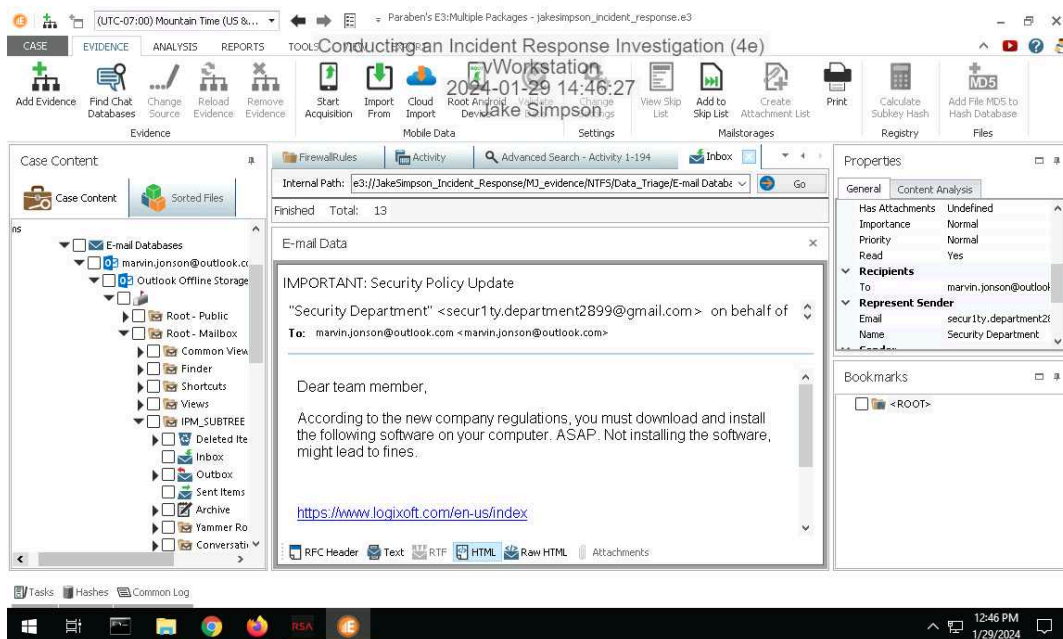 (UTC-07:00) Mountain Time (US &...
Paraben's E3:Multiple Packages - jakesimpson_incident_response.e3
CASE EVIDENCE ANALYSIS REPORTS
Conducting an Incident Response Investigation (4e)
vWorkstation
2024-01-29 14:46:27
Jake Simpson
Add Evidence
Find Chat Databases
Change Source
Reload Evidence
Remove Evidence
Start Acquisition
Import From
Cloud Import
Root Android Device
View Skip List
Add to Skip List
Create Attachment List
Print
Calculate Subkey Hash
Add File MD5 to Hash Database
MD5
Evidence Mobile Data Settings Mailstorages Registry Files
Case Content
Case Content Sorted Files
ns
E-mail Databases
marvin.jonson@outlook.co
Outlook Offline Storage
Root - Public
Root - Mailbox
Common View
Finder
Shortcuts
Views
IPM_SUBTREE
Deleted Ite
Inbox
Outbox
Sent Items
Archive
Yammer Ro
Conversati
FirewallRules Activity Advanced Search - Activity 1-194 Inbox
Internal Path: e3://JakeSimpson_Incident_Response/MJ_evidence/NTFS/Data_Triage/E-mail Databa Go
Finished Total: 13
E-mail Data
IMPORTANT: Security Policy Update
"Security Department" <secur1ty.department2899@gmail.com> on behalf of
To: marvin.jonson@outlook.com <marvin.jonson@outlook.com>
Dear team member,
According to the new company regulations, you must download and install
the following software on your computer. ASAP. Not installing the software,
might lead to fines.
https://www.logixoft.com/en-us/index
RFC Header Text RTF HTML Raw HTML Attachments
Properties
General Content Analysis
Has Attachments Undefined
Importance Normal
Priority Normal
Read Yes
Recipients
To marvin.jonson@outlook
Represent Sender
Email secur1ty.department28
Name Security Department
Bookmarks
<ROOT>
Tasks Hashes Common Log
RSA
12:46 PM
1/29/2024